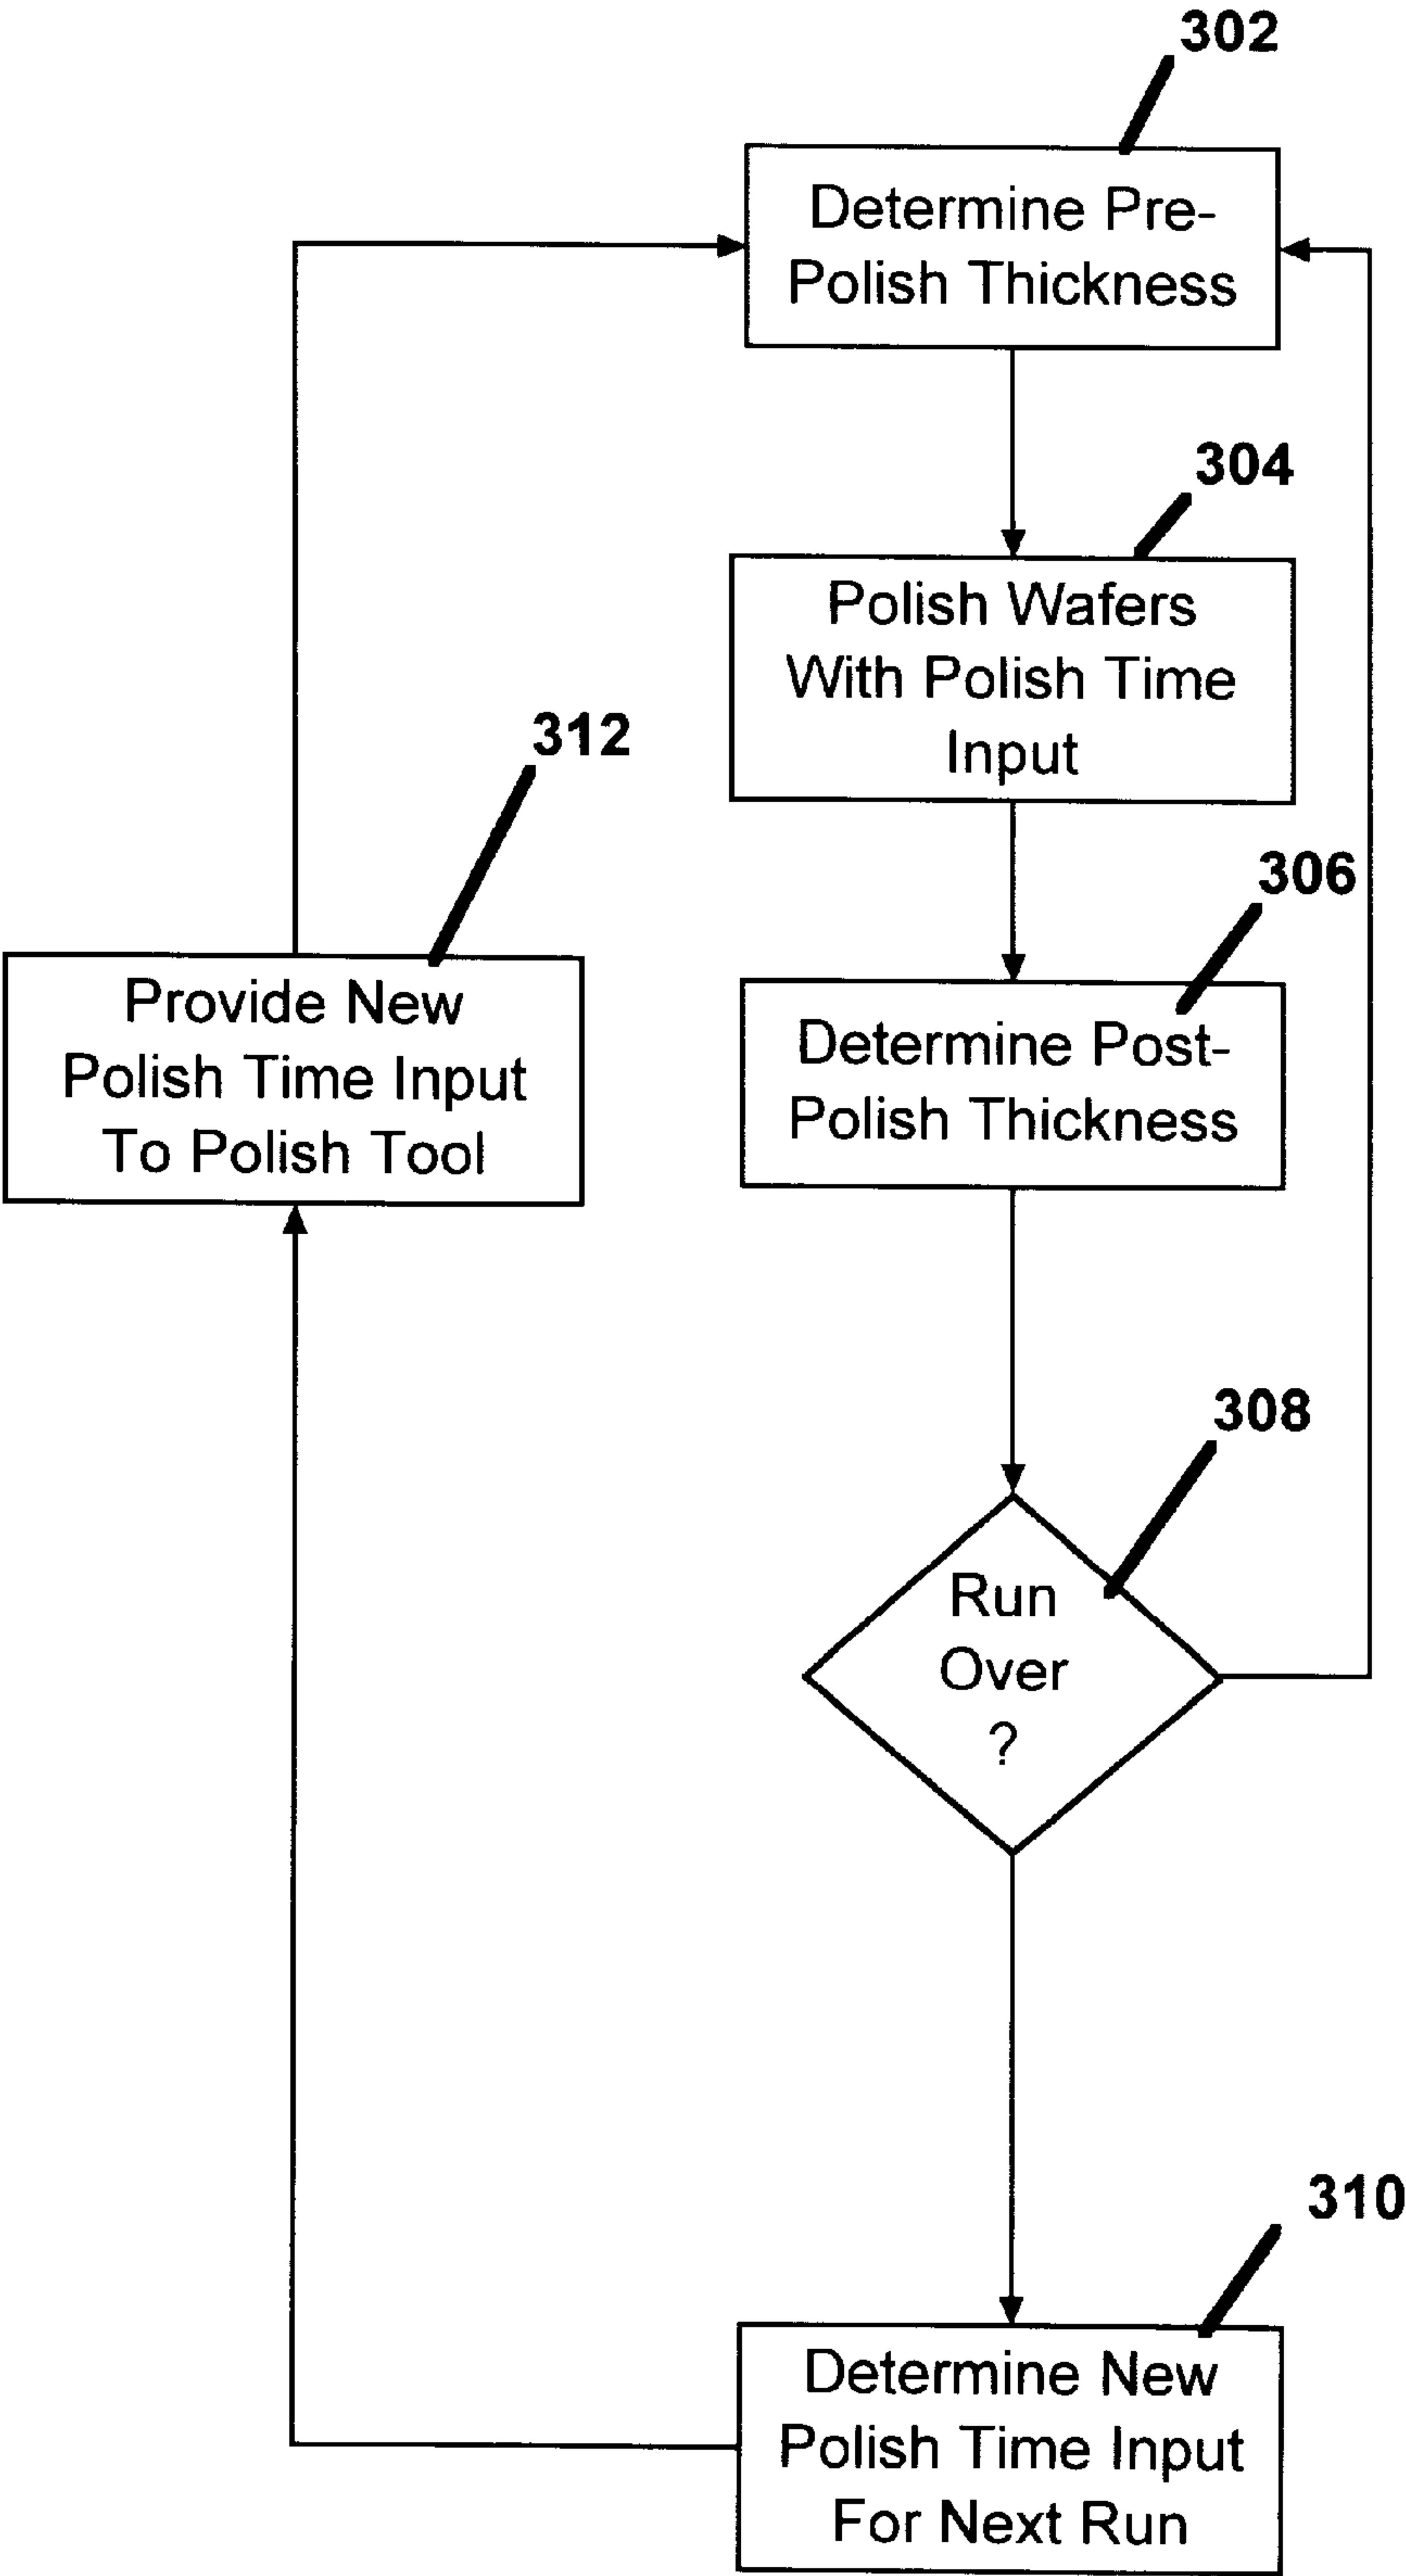 302
Determine Pre-
Polish Thickness
304
Polish Wafers
With Polish Time
Input
312
306
Provide New
Polish Time Input
To Polish Tool
Determine Post-
Polish Thickness
308
Run
Over
?
310
Determine New
Polish Time Input
For Next Run